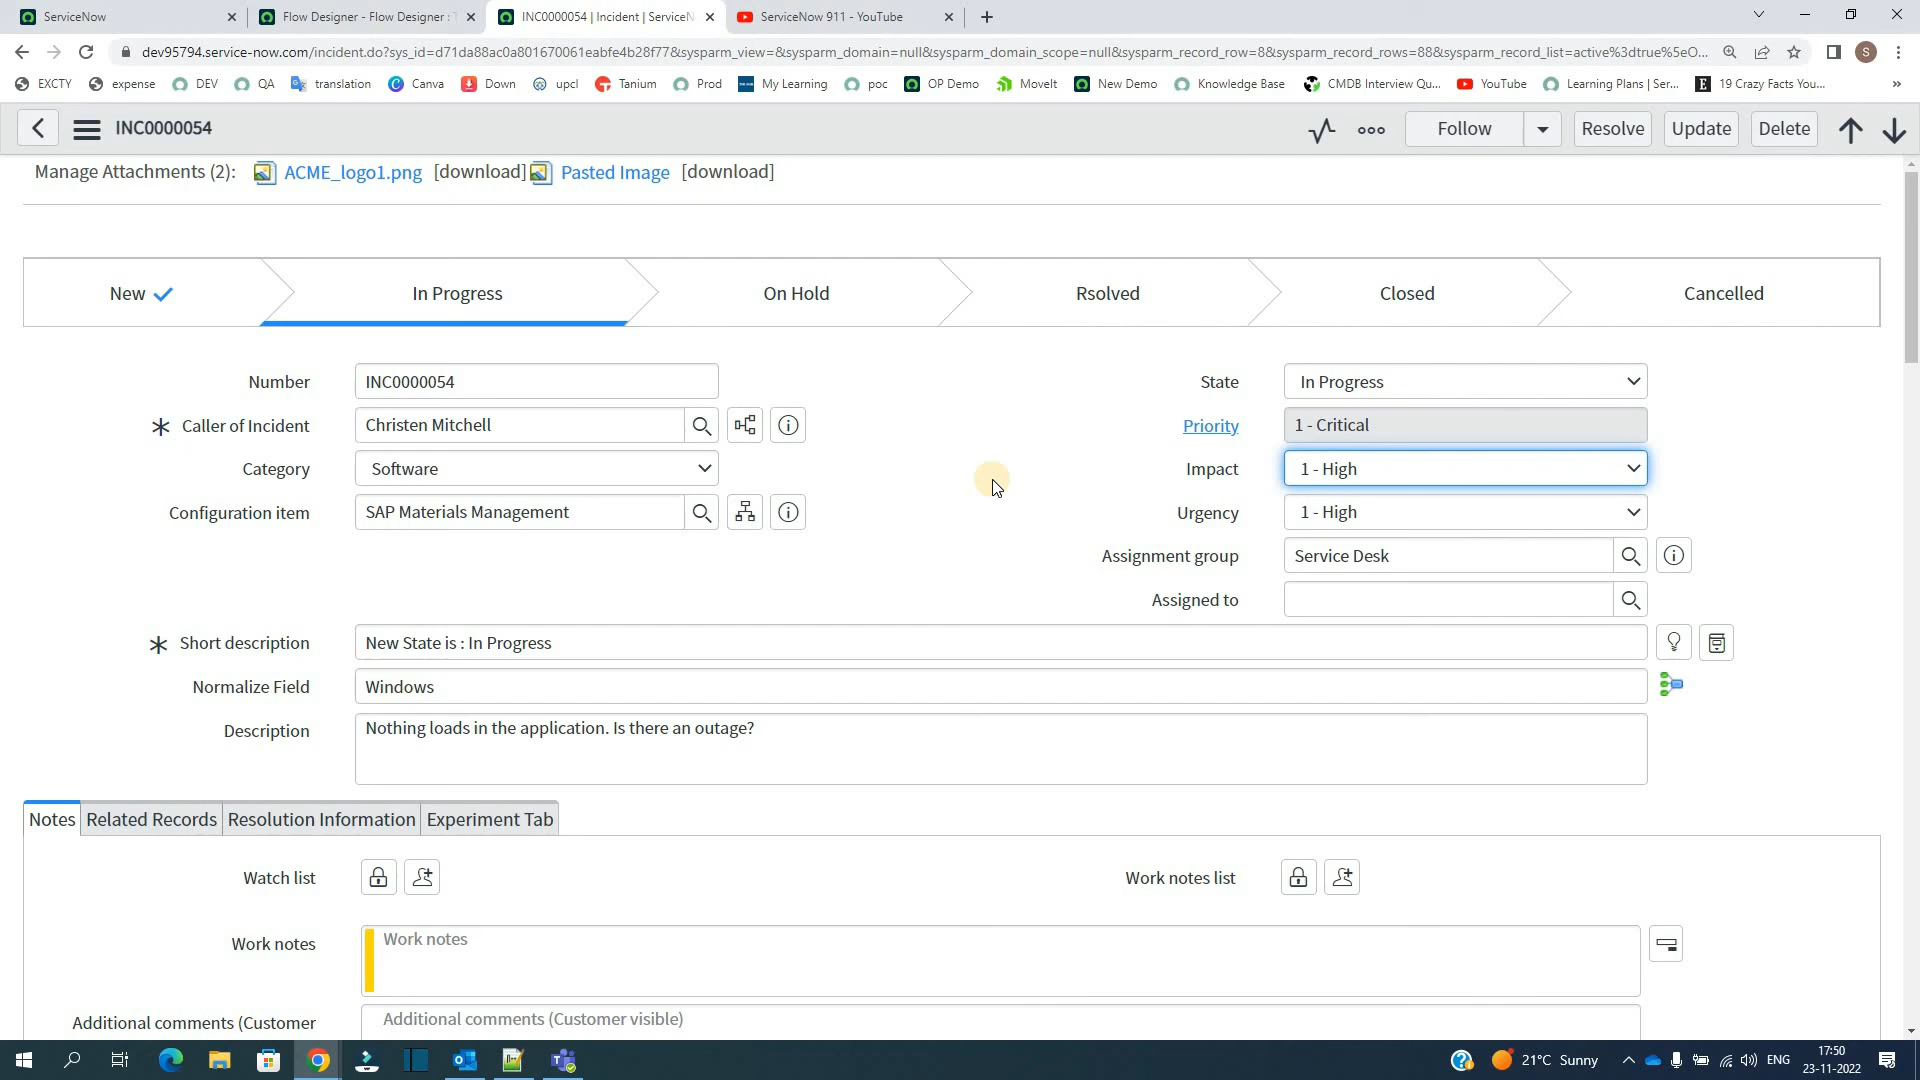 ServiceNow
Flow Designer - Flow Designer : T
INC0000054 | Incident | ServiceN
ServiceNow 911 - YouTube
dev95794.service-now.com/incident.do?sys_id=d71da88ac0a801670061eabfe4b28f77&sysparm_view=&sysparm_domain=null&sysparm_domain_scope=null&sysparm_record_row=8&sysparm_record_rows=88&sysparm_record_list=active%3dtrue%5eO...
S
EXCTY
expense
DEV
QA
translation
Canva
Down
upcl
Tanium
Prod
My Learning
poc
OP Demo
MoveIt
New Demo
Knowledge Base
CMDB Interview Qu...
YouTube
Learning Plans | Ser...
19 Crazy Facts You...
»
INC0000054
Follow
Resolve
Update
Delete
Manage Attachments (2): ACME_logo1.png [download] Pasted Image [download]
New
In Progress
On Hold
Rsolved
Closed
Cancelled
Number INC0000054
State In Progress
Caller of Incident Christen Mitchell
Priority 1 - Critical
Category Software
Impact 1 - High
Configuration item SAP Materials Management
Urgency 1 - High
Assignment group Service Desk
Assigned to
Short description New State is : In Progress
Normalize Field Windows
Description Nothing loads in the application. Is there an outage?
Notes
Related Records
Resolution Information
Experiment Tab
Watch list
Work notes list
Work notes Work notes
Additional comments (Customer Additional comments (Customer visible)
21°C Sunny
ENG
17:50
23-11-2022